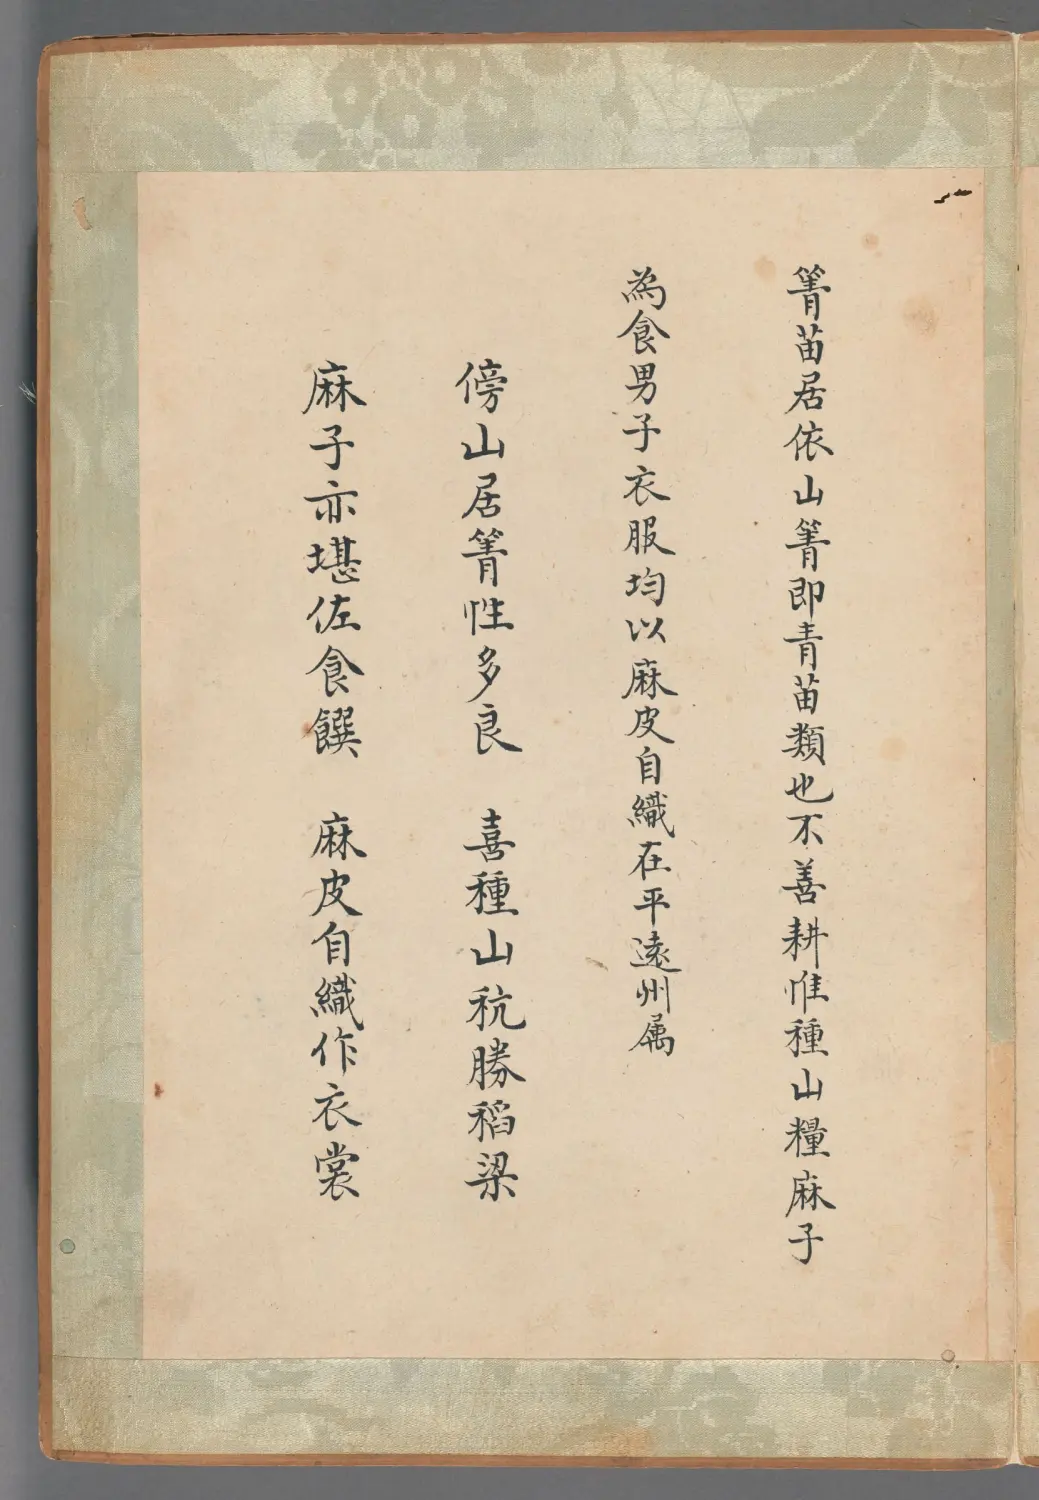 箐苗居依山箐即青苗類也不善耕惟種山糧麻子
為食男子衣服均以麻皮自織在平遠州属
傍山居箐性多良　喜種山秔勝稻梁
麻子亦堪佐食饌　麻皮自織作衣裳